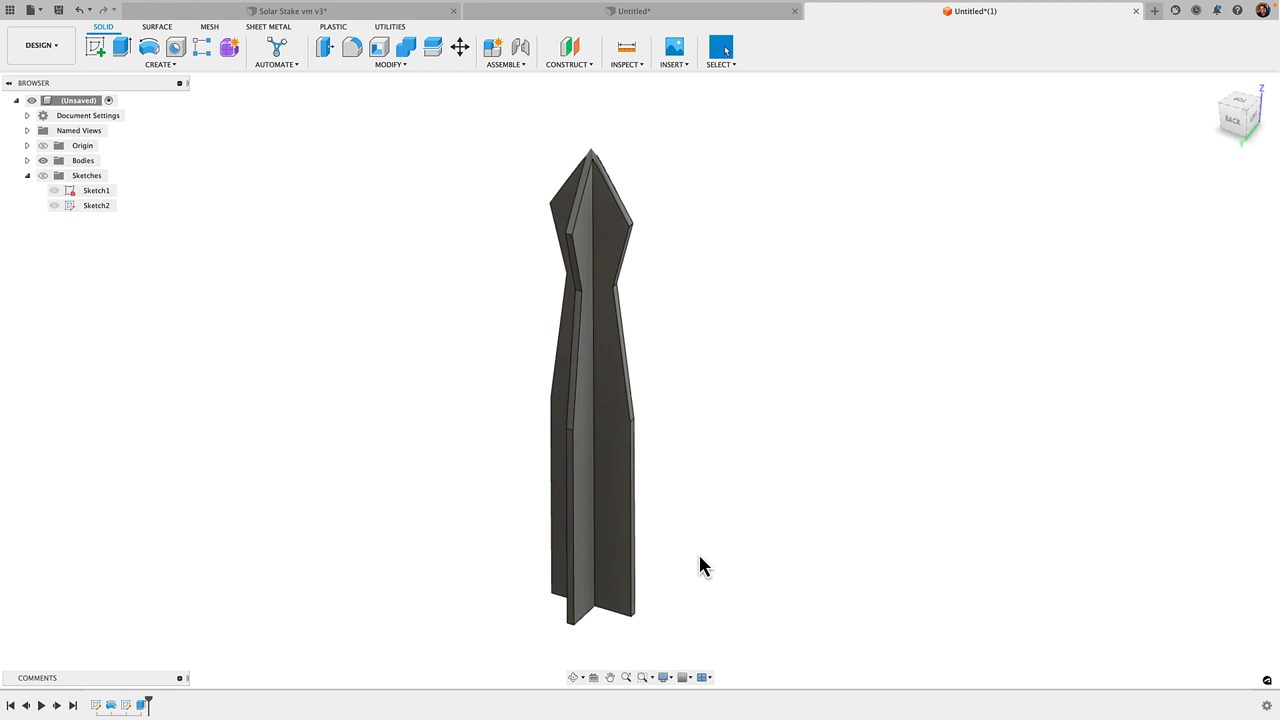 Solar Stake vm v3*
Untitled*
Untitled*(1)
DESIGN
SOLID
SURFACE
MESH
SHEET METAL
PLASTIC
UTILITIES
CREATE
AUTOMATE
MODIFY
ASSEMBLE
CONSTRUCT
INSPECT
INSERT
SELECT
BROWSER
(Unsaved)
Document Settings
Named Views
Origin
Bodies
Sketches
Sketch1
Sketch2
Z
BACK
Y
COMMENTS